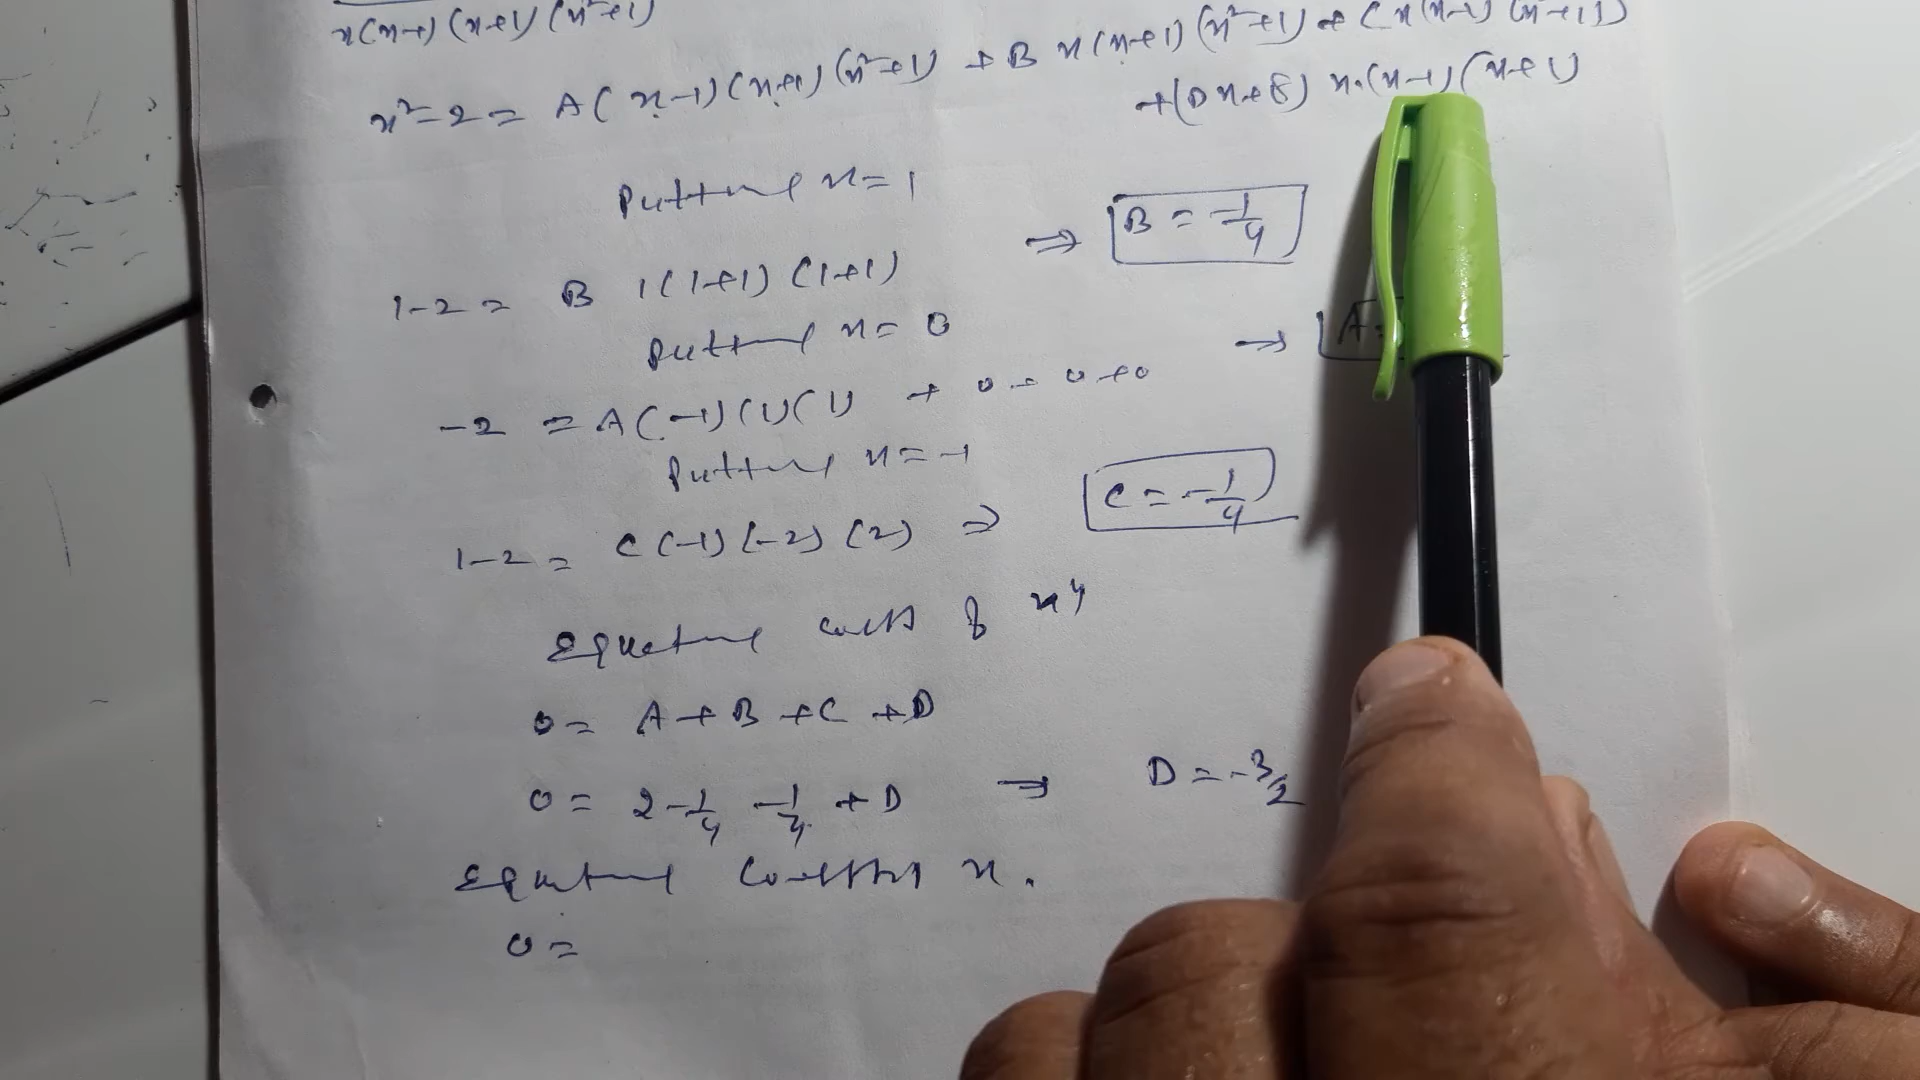 x(x-1)(x+1)(x²+1)
x²-2 = A(x-1)(x+1)(x²+1) + B x(x+1)(x²+1) + C x(x-1)(x²+1)
+(Dx+E) x.(x-1)(x+1)
Putting x=1
⇒ B = -1/4
1-2 = B 1(1+1)(1+1)
Putting x=0
⇒ A=
-2 = A(-1)(1)(1) + 0 + 0 + 0
Putting x=-1
1-2 = C(-1)(-2)(2) ⇒ C = -1/4
Equating coeffs of x⁴
0 = A+B+C+D
0 = 2-1/4-1/4+D ⇒ D = -3/2
Equating x.
0 =